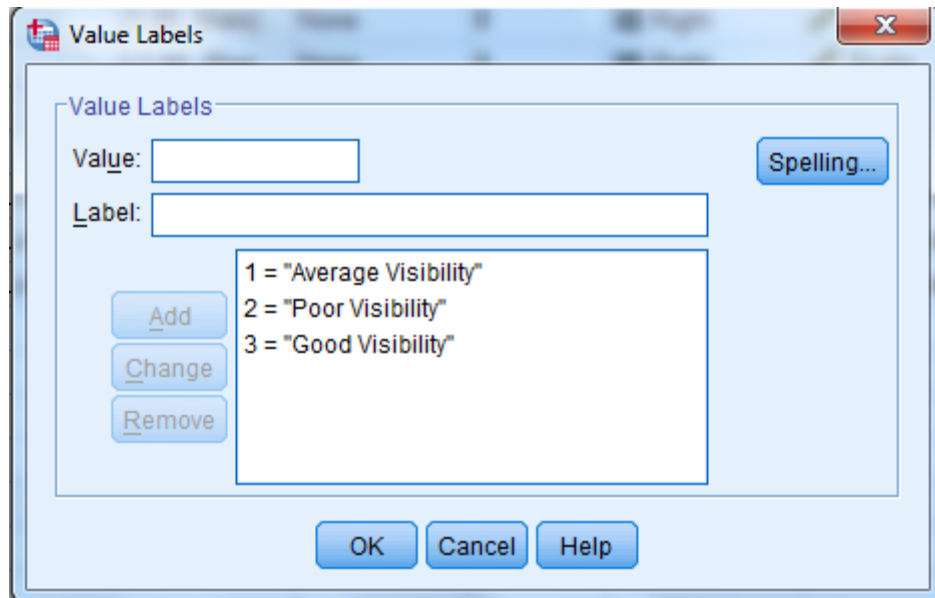 Value Labels
Value Labels
Value:
Spelling...
Label:
1 = "Average Visibility"
2 = "Poor Visibility"
3 = "Good Visibility"
Add
Change
Remove
OK Cancel Help